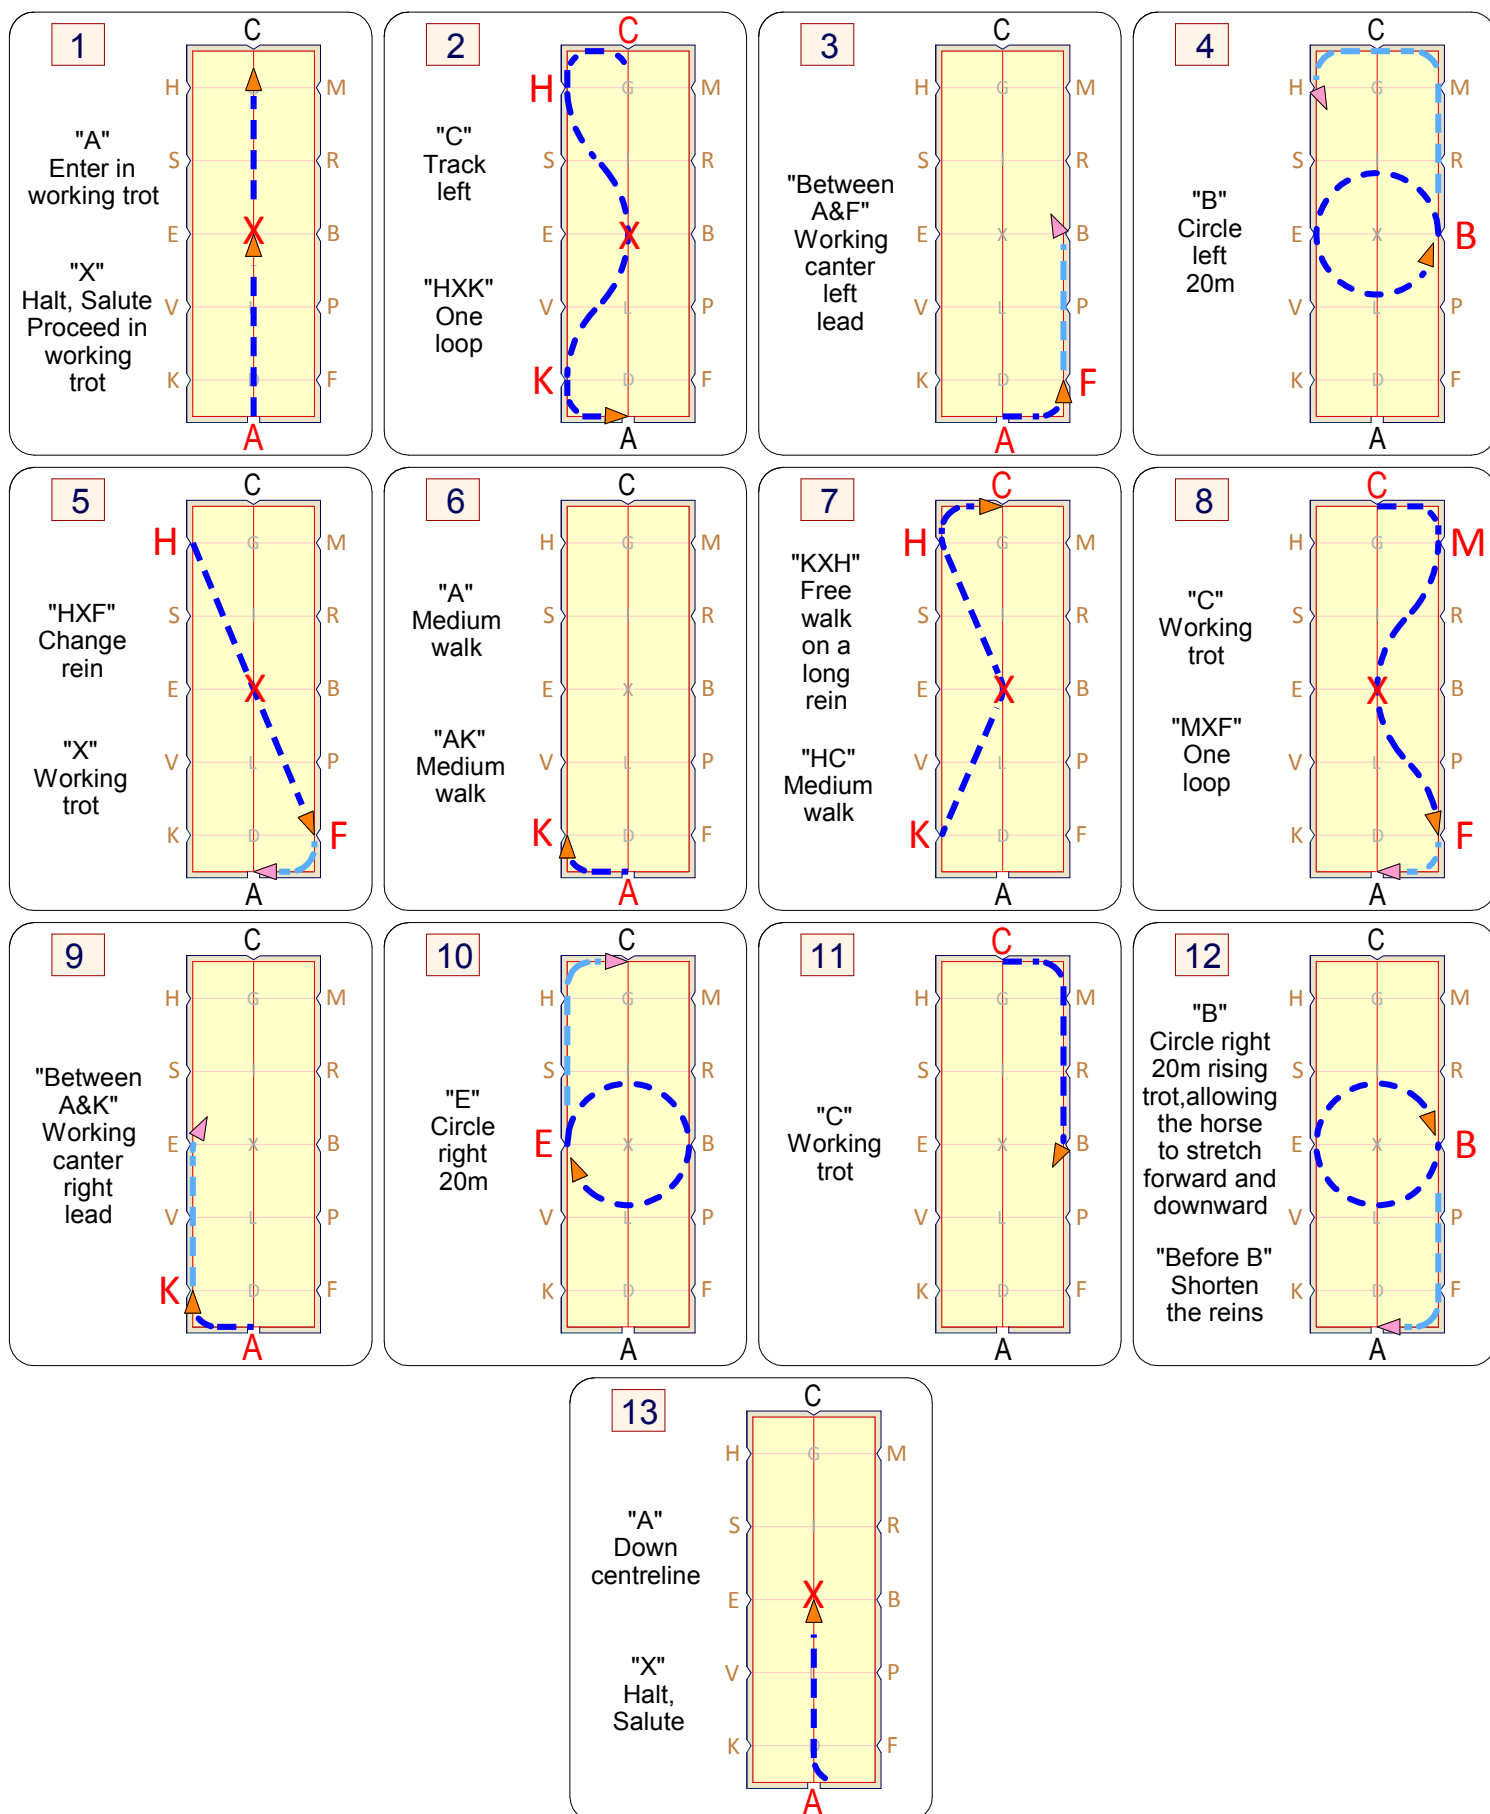 1
C
H M
"A"
Enter in
working trot
S R
X
E B
"X"
Halt, Salute
Proceed in
working
trot
V P
K F
A
2
C
H G M
"C"
Track
left
S R
E X B
"HXK"
One
loop
V L P
K D F
A
3
C
H G M
S I R
"Between
A&F"
Working
canter
left
lead
E X B
V L P
K D F
A
4
C
H G M
S I R
"B"
Circle
left
20m
E X B
V L P
K D F
A
5
C
H G M
S I R
"HXF"
Change
rein
E X B
"X"
Working
trot
V L P
K D F
A
6
C
H G M
"A"
Medium
walk
S I R
E X B
"AK"
Medium
walk
V L P
K D F
A
7
C
H G M
"KXH"
Free
walk
on a
long
rein
S I R
E X B
"HC"
Medium
walk
V L P
K D F
A
8
C
H G M
"C"
Working
trot
S I R
E X B
"MXF"
One
loop
V L P
K D F
A
9
C
H G M
S I R
"Between
A&K"
Working
canter
right
lead
E X B
V L P
K D F
A
10
C
H G M
S I R
"E"
Circle
right
20m
E X B
V L P
K D F
A
11
C
H G M
S I R
"C"
Working
trot
E X B
V L P
K D F
A
12
C
H G M
"B"
Circle right
20m rising
trot,allowing
the horse
to stretch
forward and
downward
S I R
E X B
V L P
"Before B"
Shorten
the reins
K D F
A
13
C
H G M
S I R
"A"
Down
centreline
E X B
"X"
Halt,
Salute
V P
K D F
A